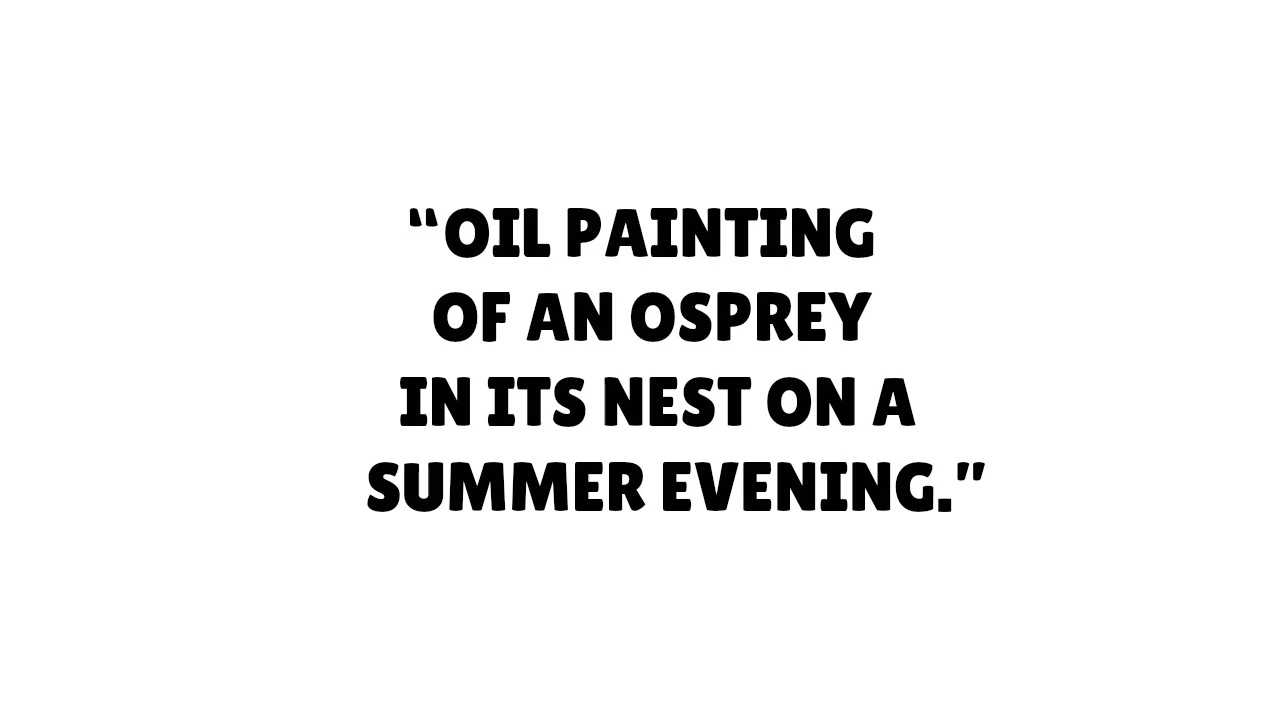 “OIL PAINTING
OF AN OSPREY
IN ITS NEST ON A
SUMMER EVENING.”